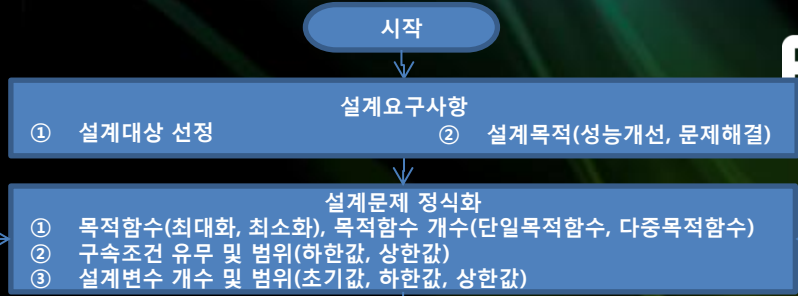 시작
설계요구사항
① 설계대상 선정 ② 설계목적(성능개선, 문제해결)
설계문제 정식화
① 목적함수(최대화, 최소화), 목적함수 개수(단일목적함수, 다중목적함수)
② 구속조건 유무 및 범위(하한값, 상한값)
③ 설계변수 개수 및 범위(초기값, 하한값, 상한값)